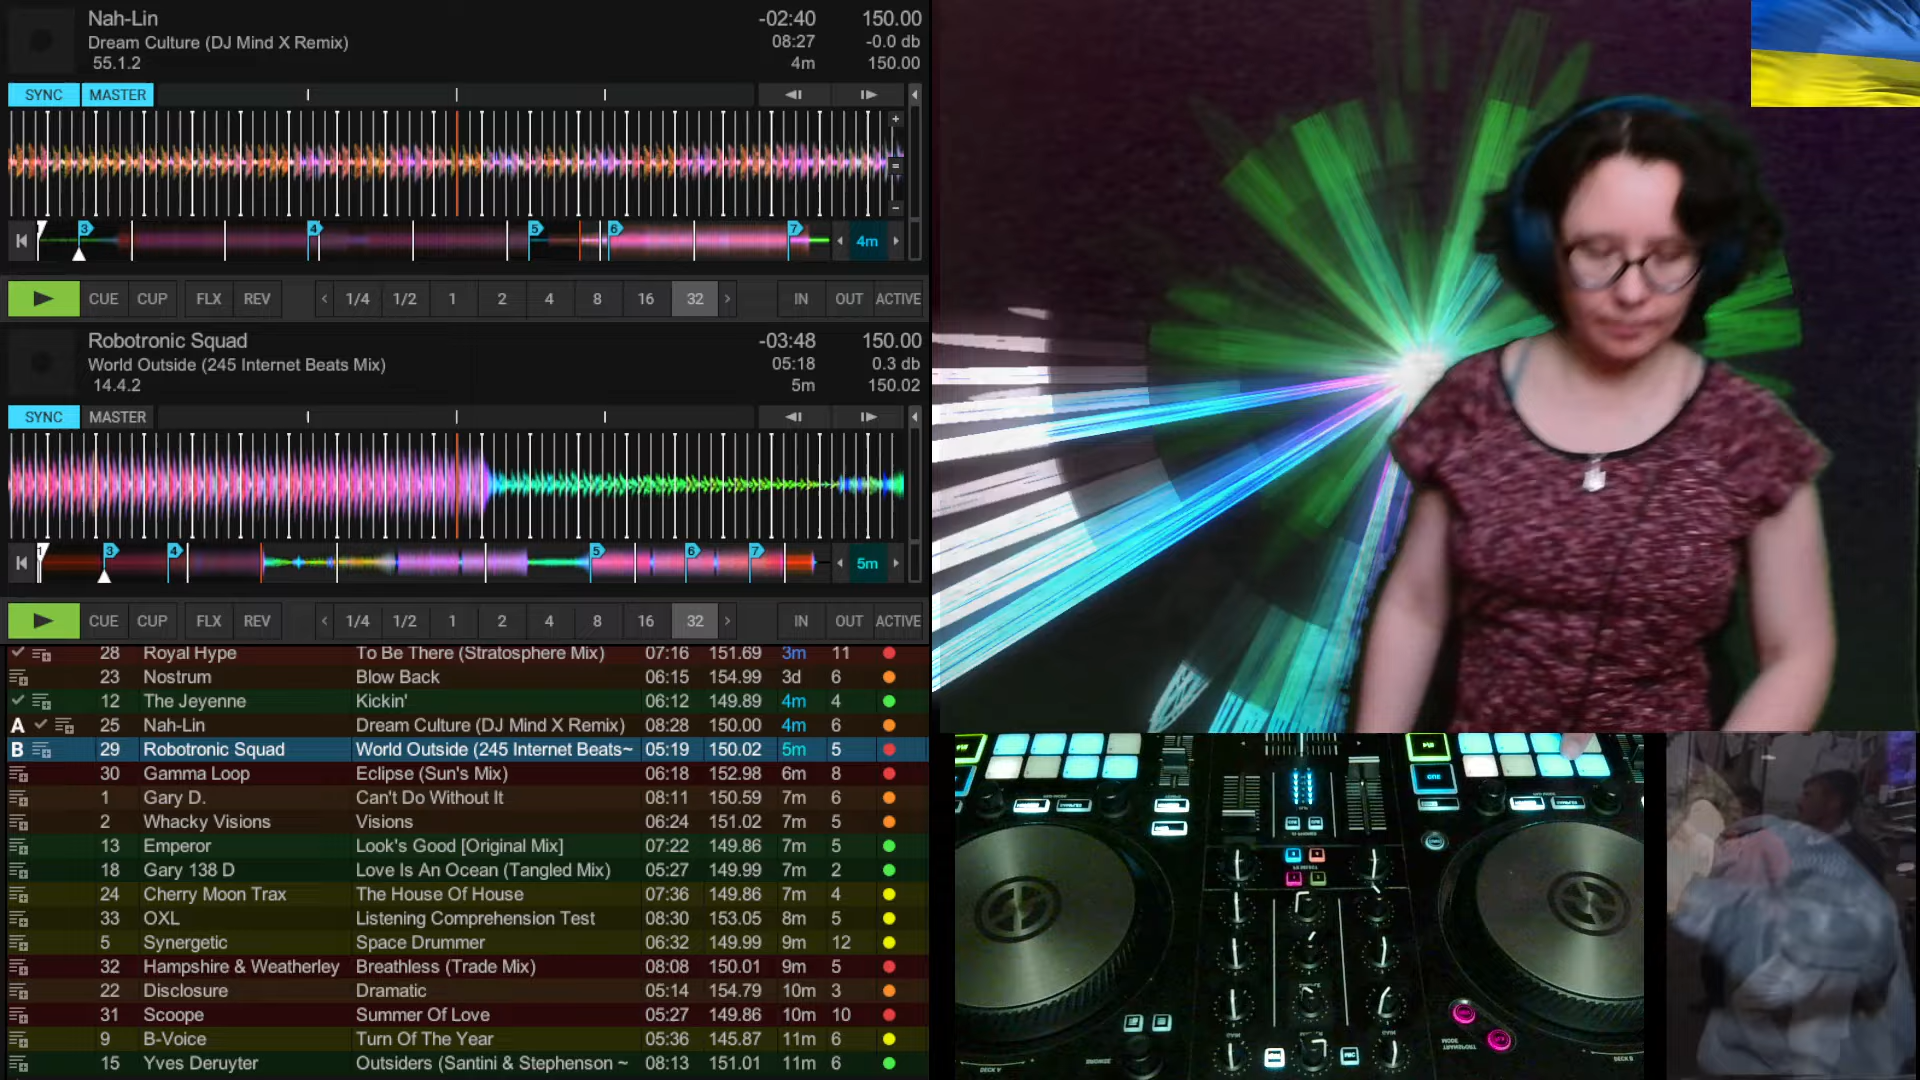 Nah-Lin -02:40 150.00
Dream Culture (DJ Mind X Remix) 08:27 -0.0 db
55.1.2 4m 150.00
SYNC MASTER
3 4 5 6 7 4m
CUE CUP FLX REV 1/4 1/2 1 2 4 8 16 32 IN OUT ACTIVE
Robotronic Squad -03:48 150.00
World Outside (245 Internet Beats Mix) 05:18 0.3 db
14.4.2 5m 150.02
SYNC MASTER
1 3 4 5 6 7 5m
CUE CUP FLX REV 1/4 1/2 1 2 4 8 16 32 IN OUT ACTIVE
28 Royal Hype To Be There (Stratosphere Mix) 07:16 151.69 3m 11
23 Nostrum Blow Back 06:15 154.99 3d 6
12 The Jeyenne Kickin' 06:12 149.89 4m 4
A 25 Nah-Lin Dream Culture (DJ Mind X Remix) 08:28 150.00 4m 6
B 29 Robotronic Squad World Outside (245 Internet Beats~ 05:19 150.02 5m 5
30 Gamma Loop Eclipse (Sun's Mix) 06:18 152.98 6m 8
1 Gary D. Can't Do Without It 08:11 150.59 7m 6
2 Whacky Visions Visions 06:24 151.02 7m 5
13 Emperor Look's Good [Original Mix] 07:22 149.86 7m 5
18 Gary 138 D Love Is An Ocean (Tangled Mix) 05:27 149.99 7m 2
24 Cherry Moon Trax The House Of House 07:36 149.86 7m 4
33 OXL Listening Comprehension Test 08:30 153.05 8m 5
5 Synergetic Space Drummer 06:32 149.99 9m 12
32 Hampshire & Weatherley Breathless (Trade Mix) 08:08 150.01 9m 5
22 Disclosure Dramatic 05:14 154.79 10m 3
31 Scoope Summer Of Love 05:27 149.86 10m 10
9 B-Voice Turn Of The Year 05:36 145.87 11m 6
15 Yves Deruyter Outsiders (Santini & Stephenson ~ 08:13 151.01 11m 6